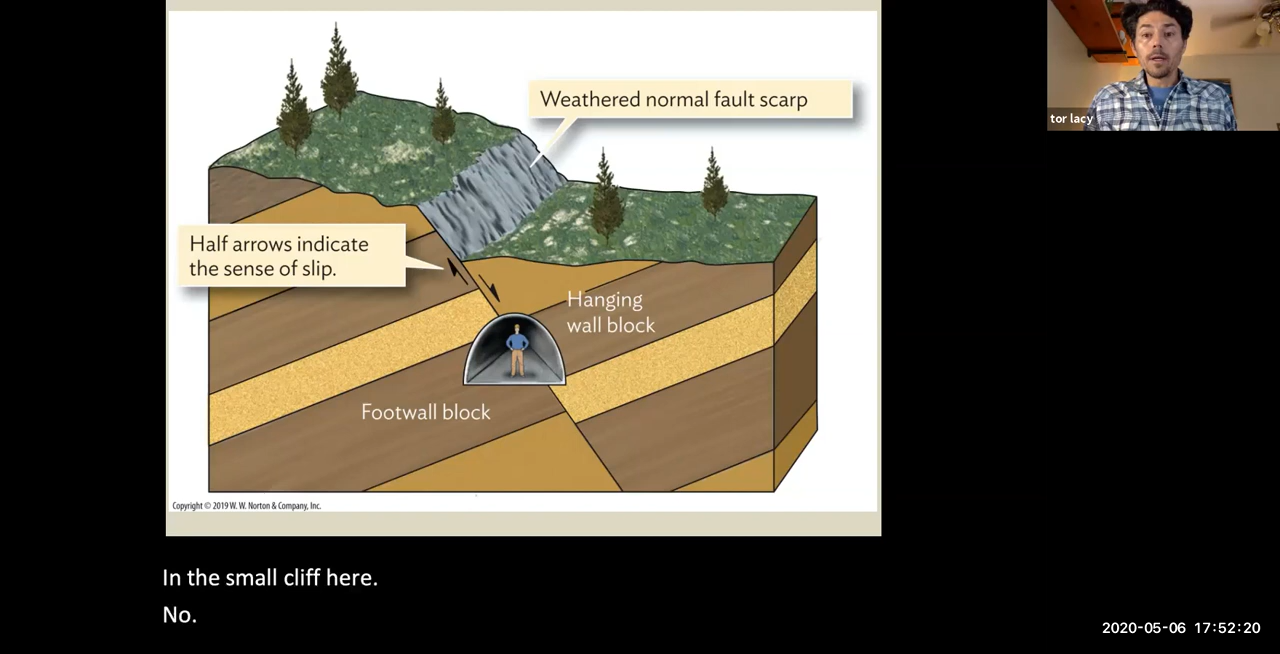 Weathered normal fault scarp
tor lacy
Half arrows indicate
the sense of slip.
Hanging
wall block
Footwall block
Copyright © 2019 W. W. Norton & Company, Inc.
In the small cliff here.
No.
2020-05-06 17:52:20